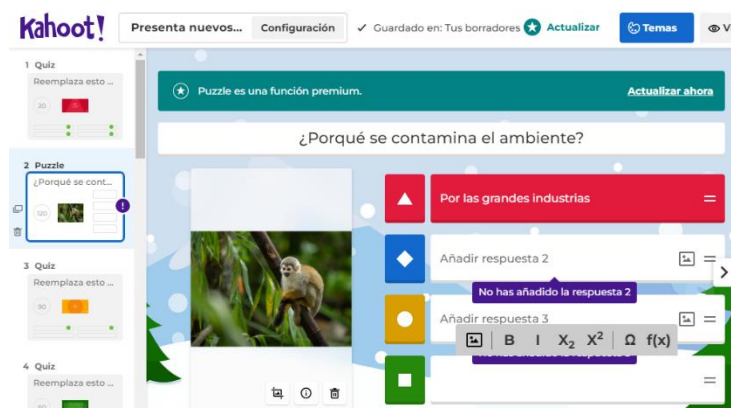 Kahoot!
Presenta nuevos... Configuración ✓ Guardado en: Tus borradores Actualizar Temas V
1 Quiz
Reemplaza esto ...
20
Puzzle es una función premium. Actualizar ahora
¿Porqué se contamina el ambiente?
2 Puzzle
¿Porqué se cont...
120
Por las grandes industrias
Añadir respuesta 2
No has añadido la respuesta 2
3 Quiz
Reemplaza esto ...
90
Añadir respuesta 3
B I X₂ X² Ω f(x)
4 Quiz
Reemplaza esto ...